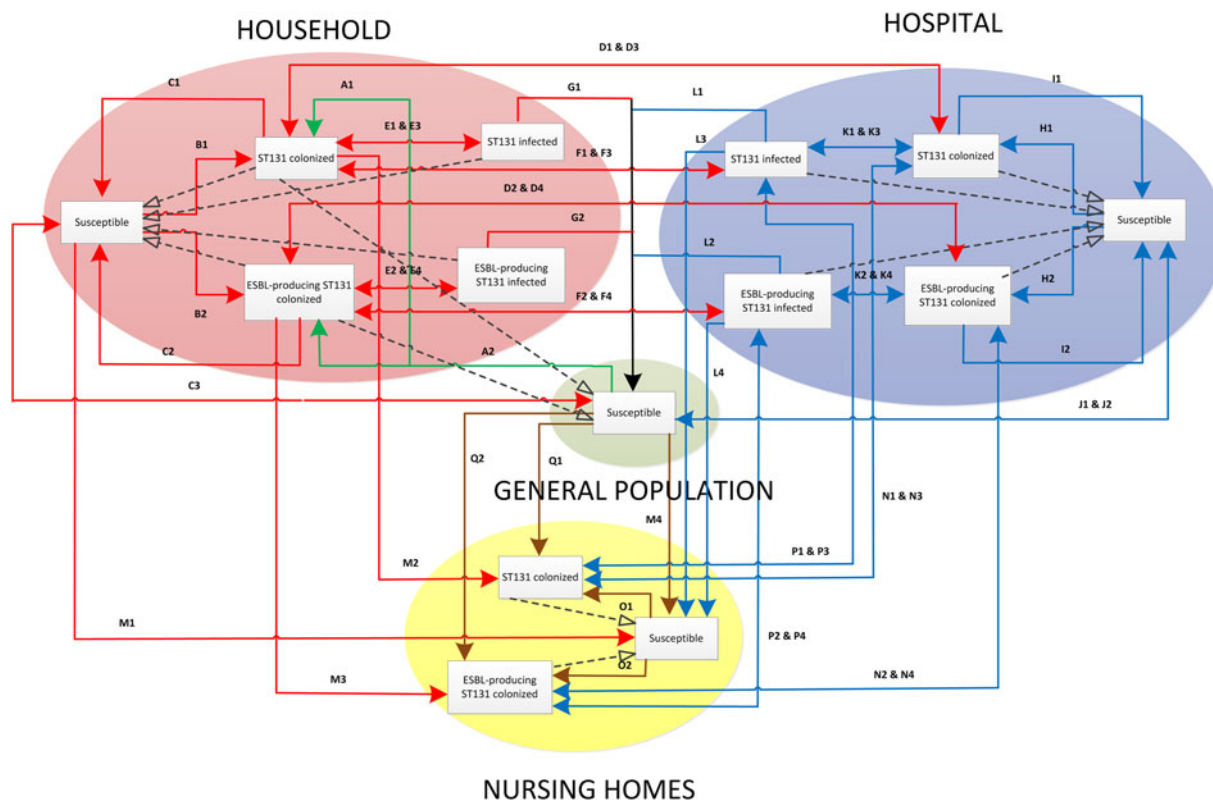 HOUSEHOLD
HOSPITAL
D1 & D3
C1
A1
G1
L1
I1
E1 & E3
ST131 infected
L3
K1 & K3
H1
B1
ST131 colonized
F1 & F3
ST131 infected
ST131 colonized
D2 & D4
Susceptible
Susceptible
G2
L2
E2 & E4
ESBL-producing
ST131 infected
K2 & K4
ESBL-producing ST131
colonized
ESBL-producing
ST131 infected
ESBL-producing
ST131 colonized
H2
B2
F2 & F4
C2
A2
I2
C3
L4
Susceptible
J1 & J2
Q2
Q1
GENERAL POPULATION
N1 & N3
M4
M2
P1 & P3
ST131 colonized
O1
M1
Susceptible
P2 & P4
O2
M3
ESBL-producing
ST131 colonized
N2 & N4
NURSING HOMES